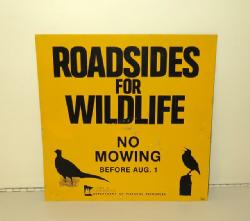 ROADSIDES
FOR
WILDLIFE
NO
MOWING
BEFORE AUG. 1
DEPARTMENT OF NATURAL RESOURCES